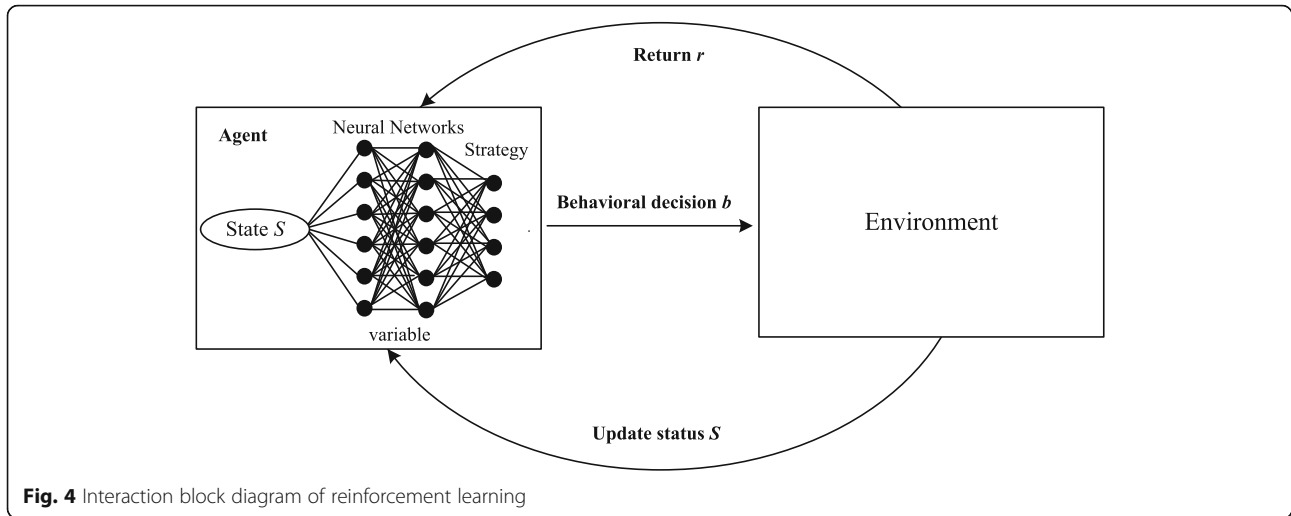 Return r
Agent
Neural Networks
Strategy
State S
variable
Behavioral decision b
Environment
Update status S
Fig. 4 Interaction block diagram of reinforcement learning